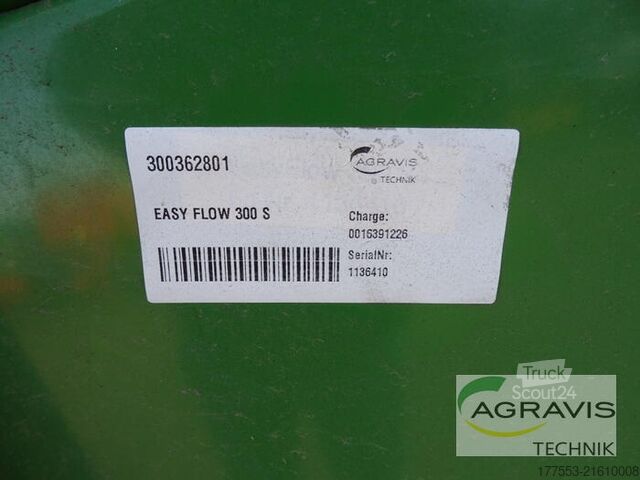 300362801
AGRAVIS
TECHNIK
EASY FLOW 300 S
Charge:
0016391226
SerialNr:
1136410
Truck
Scout24
AGRAVIS
TECHNIK
177553-21610008